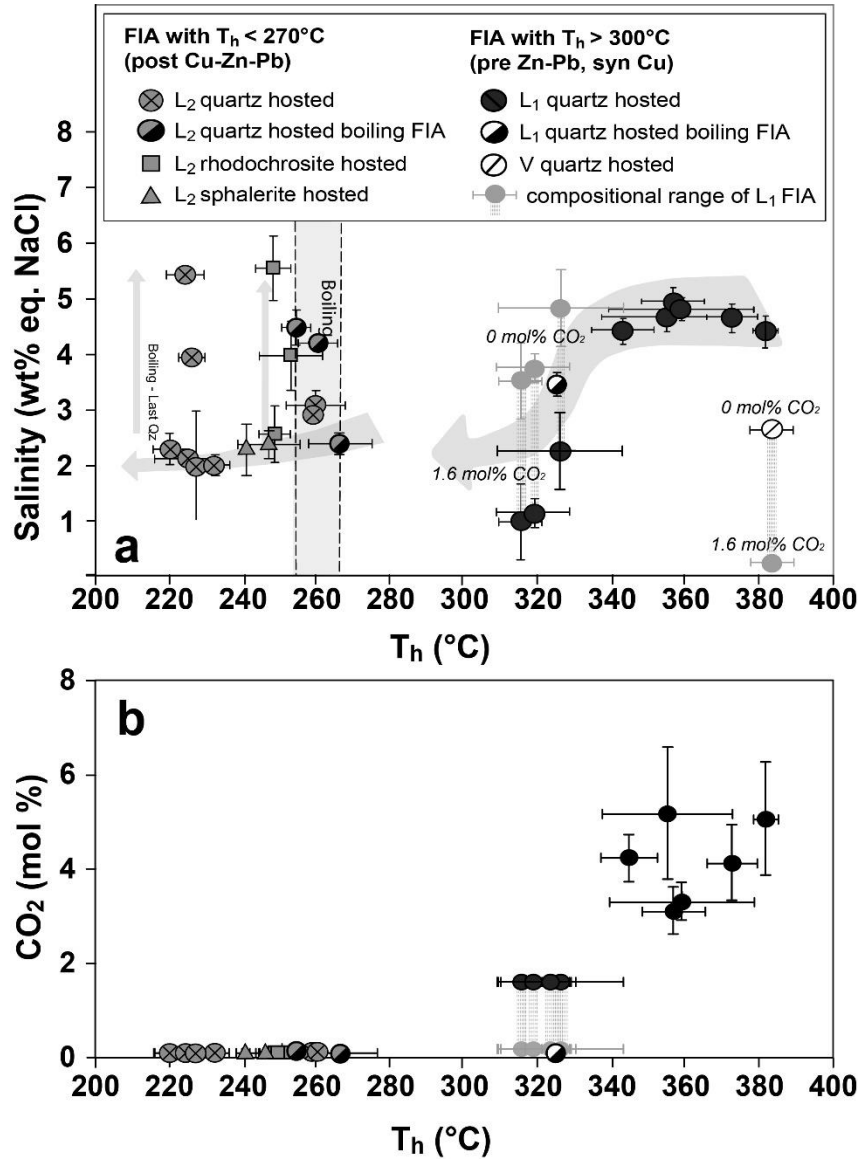 FIA with Th < 270°C
(post Cu-Zn-Pb)
L2 quartz hosted
L2 quartz hosted boiling FIA
L2 rhodochrosite hosted
L2 sphalerite hosted
FIA with Th > 300°C
(pre Zn-Pb, syn Cu)
L1 quartz hosted
L1 quartz hosted boiling FIA
V quartz hosted
compositional range of L1 FIA
Salinity (wt% eq. NaCl)
8
7
6
5
4
3
2
1
Boiling - Last Qz
Boiling
0 mol% CO2
1.6 mol% CO2
0 mol% CO2
1.6 mol% CO2
a
200 220 240 260 280 300 320 340 360 380 400
Th (°C)
b
CO2 (mol %)
8
6
4
2
0
200 220 240 260 280 300 320 340 360 380 400
Th (°C)